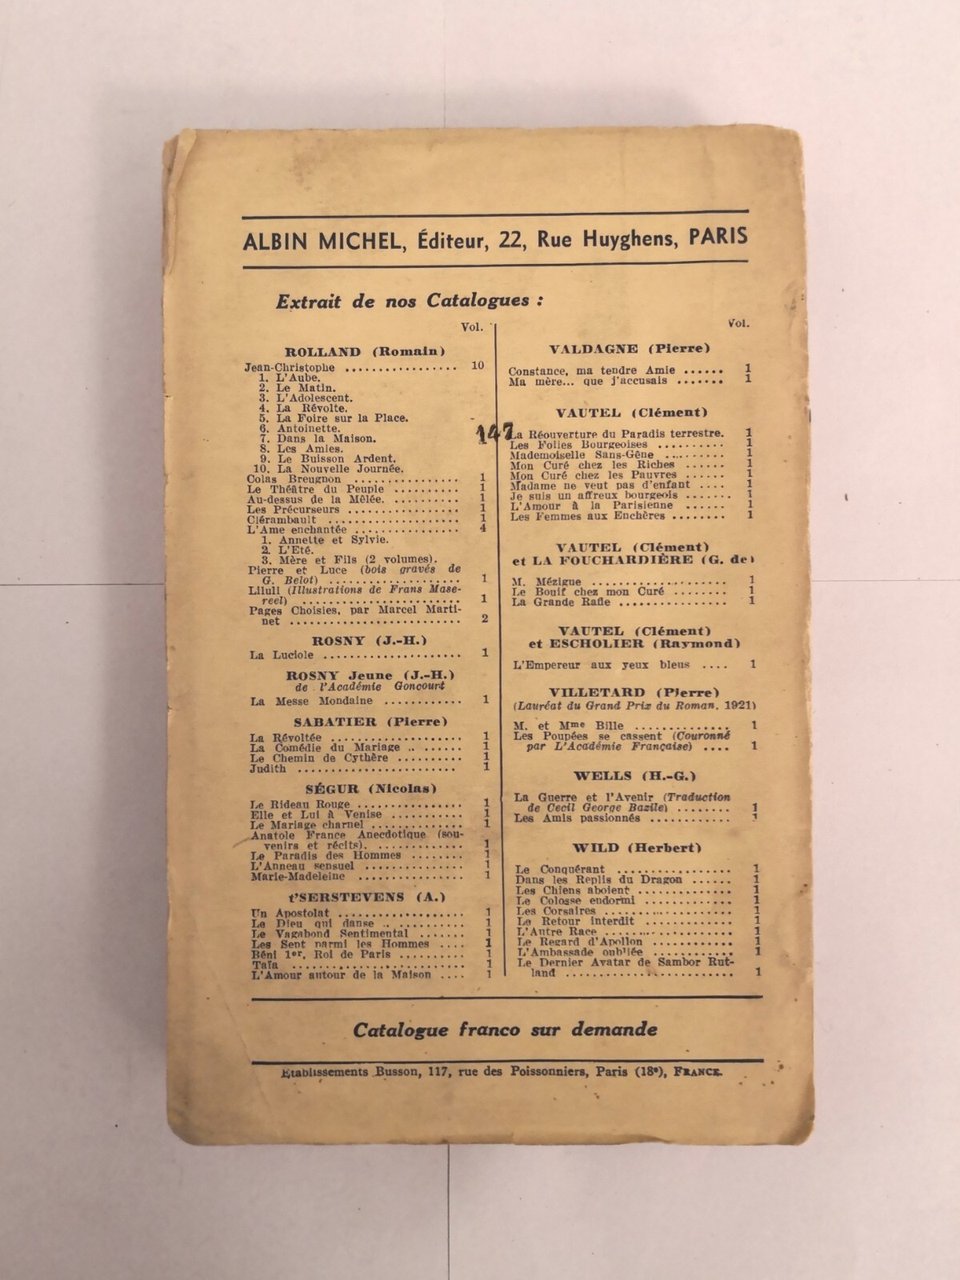 ALBIN MICHEL, Éditeur, 22, Rue Huyghens, PARIS
Extrait de nos Catalogues :
Vol.
ROLLAND (Romain)
Jean-Christophe ................ 10
1. L'Aube.
2. Le Matin.
3. L'Adolescent.
4. La Révolte.
5. La Foire sur la Place.
6. Antoinette.
7. Dans la Maison.
8. Les Amies.
9. Le Buisson Ardent.
10. La Nouvelle Journée.
Colas Breugnon ............... 1
Le Théâtre du Peuple .......... 1
Au-dessus de la Mêlée. .......... 1
Les Précurseurs ................ 1
Clérambault ................... 1
L'Ame enchantée ............... 4
1. Annette et Sylvie.
2. L'Eté.
3. Mère et Fils (2 volumes).
Pierre et Luce (bois gravés de
G. Belot) ................... 1
Liluli (Illustrations de Frans Mase-
reel) ....................... 1
Pages Choisies, par Marcel Marti-
net ......................... 2
ROSNY (J.-H.)
La Luciole .................... 1
ROSNY Jeune (J.-H.)
de l'Académie Goncourt
La Messe Mondaine ........... 1
SABATIER (Pierre)
La Révoltée ................... 1
La Comédie du Mariage .. ...... 1
Le Chemin de Cythère .......... 1
Judith ....................... 1
SÉGUR (Nicolas)
Le Rideau Rouge ............... 1
Elle et Lui à Venise ........... 1
Le Mariage charnel ............. 1
Anatole France Anecdotique (sou-
venirs et récits). ............. 1
Le Paradis des Hommes ........ 1
L'Anneau sensuel .............. 1
Marie-Madeleine ............... 1
t'SERSTEVENS (A.)
Un Apostolat .................. 1
Le Dieu qui danse .. .......... 1
Le Vagabond Sentimental ....... 1
Les Sent parmi les Hommes .... 1
Béni 1er, Roi de Paris .......... 1
Taïa ......................... 1
L'Amour autour de la Maison .... 1
147
Vol.
VALDAGNE (Pierre)
Constance, ma tendre Amie ...... 1
Ma mère... que j'accusais ....... 1
VAUTEL (Clément)
La Réouverture du Paradis terrestre. 1
Les Folies Bourgeoises .......... 1
Mademoiselle Sans-Gêne ......... 1
Mon Curé chez les Riches ...... 1
Mon Curé chez les Pauvres ...... 1
Madame ne veut pas d'enfant .... 1
Je suis un affreux bourgeois ....... 1
L'Amour à la Parisienne ...... 1
Les Femmes aux Enchères ........ 1
VAUTEL (Clément)
et LA FOUCHARDIÈRE (G. de)
M. Mézigue .................... 1
Le Bouif chez mon Curé ........ 1
La Grande Rafle ................ 1
VAUTEL (Clément)
et ESCHOLIER (Raymond)
L'Empereur aux yeux bleus .... 1
VILLETARD (Pierre)
(Lauréat du Grand Prix du Roman, 1921)
M. et Mme Bille .............. 1
Les Poupées se cassent (Couronné
par L'Académie Française) .... 1
WELLS (H.-G.)
La Guerre et l'Avenir (Traduction
de Cecil George Bazile) ........ 1
Les Amis passionnés ............ 1
WILD (Herbert)
Le Conquérant ................. 1
Dans les Replis du Dragon ...... 1
Les Chiens aboient .............. 1
Le Colosse endormi ............. 1
Les Corsaires ................... 1
Le Retour interdit ............. 1
L'Autre Race ................... 1
Le Regard d'Apollon ............ 1
L'Ambassade oubliée ............ 1
Le Dernier Avatar de Sambor Rut-
land ......................... 1
Catalogue franco sur demande
Etablissements Busson, 117, rue des Poissonniers, Paris (18e), FRANCE.